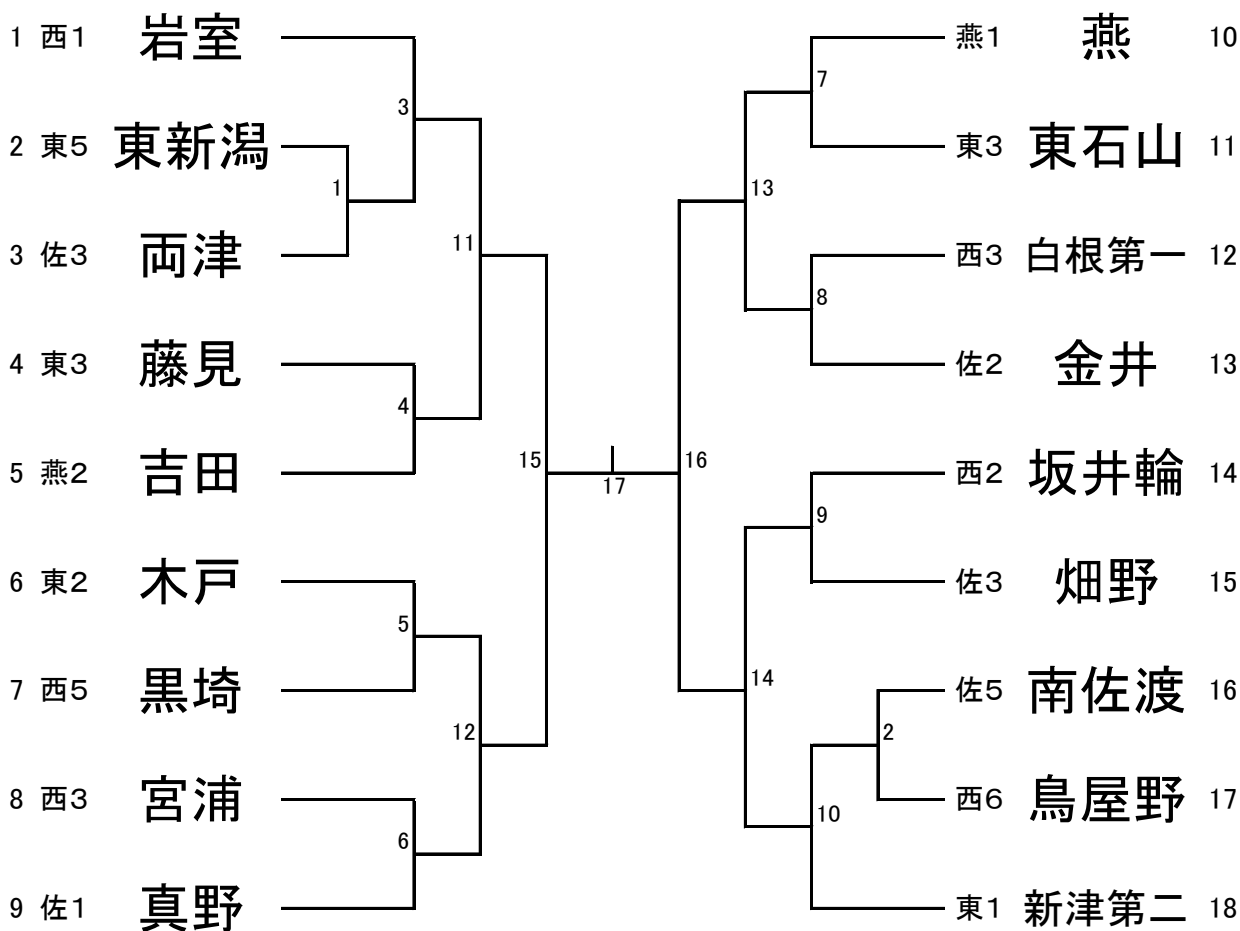 1 西1 岩室
2 東5 東新潟
3 佐3 両津
4 東3 藤見
5 燕2 吉田
6 東2 木戸
7 西5 黒埼
8 西3 宮浦
9 佐1 真野
3
1
11
4
15
5
12
6
17
燕1 燕 10
東3 東石山 11
西3 白根第一 12
佐2 金井 13
西2 坂井輪 14
佐3 畑野 15
佐5 南佐渡 16
西6 鳥屋野 17
東1 新津第二 18
7
13
8
16
9
14
2
10